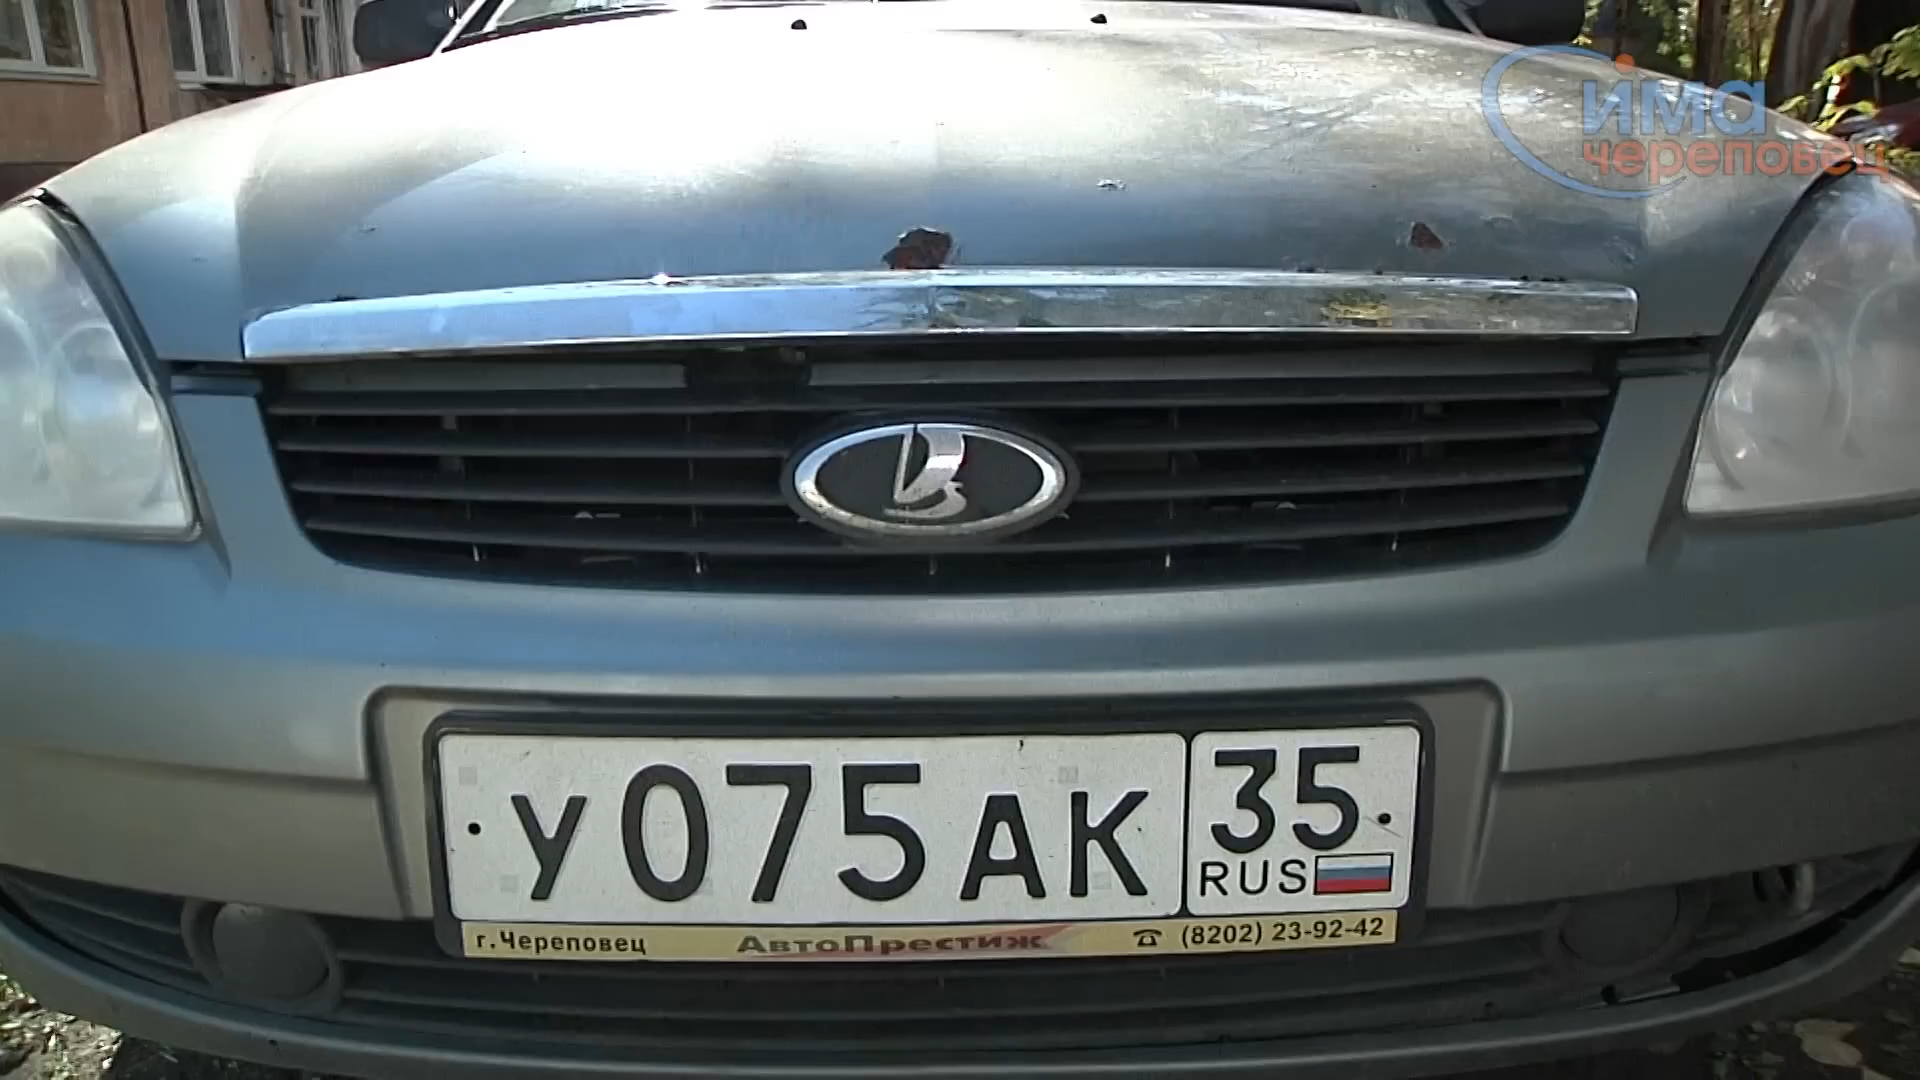 има
череповец
У075АК
35
RUS
г.Череповец АвтоПрестиж ☎ (8202) 23-92-42